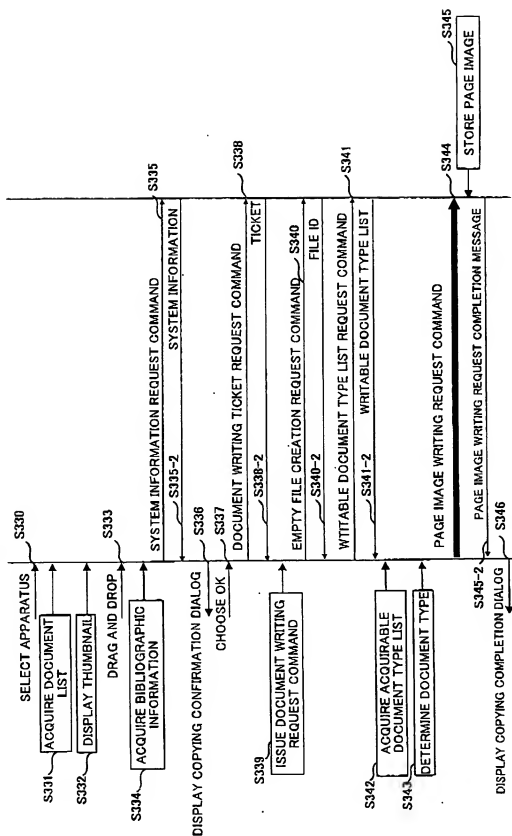 S330
SELECT APPARATUS
S331
ACQUIRE DOCUMENT
LIST
S332
DISPLAY THUMBNAIL
S333
DRAG AND DROP
S334
ACQUIRE BIBLIOGRAPHIC
INFORMATION
S335
SYSTEM INFORMATION REQUEST COMMAND
SYSTEM INFORMATION
S335-2
S336
DISPLAY COPYING CONFIRMATION DIALOG
S337
CHOOSE OK
S338
DOCUMENT WRITING TICKET REQUEST COMMAND
TICKET
S338-2
S339
ISSUE DOCUMENT WRITING
REQUEST COMMAND
S340
EMPTY FILE CREATION REQUEST COMMAND
FILE ID
S340-2
S341
WTITABLE DOCUMENT TYPE LIST REQUEST COMMAND
WRITABLE DOCUMENT TYPE LIST
S341-2
S342
ACQUIRE ACQUIRABLE
DOCUMENT TYPE LIST
S343
DETERMINE DOCUMENT TYPE
S344
PAGE IMAGE WRITING REQUEST COMMAND
S345
STORE PAGE IMAGE
PAGE IMAGE WRITING REQUEST COMPLETION MESSAGE
S345-2
S346
DISPLAY COPYING COMPLETION DIALOG